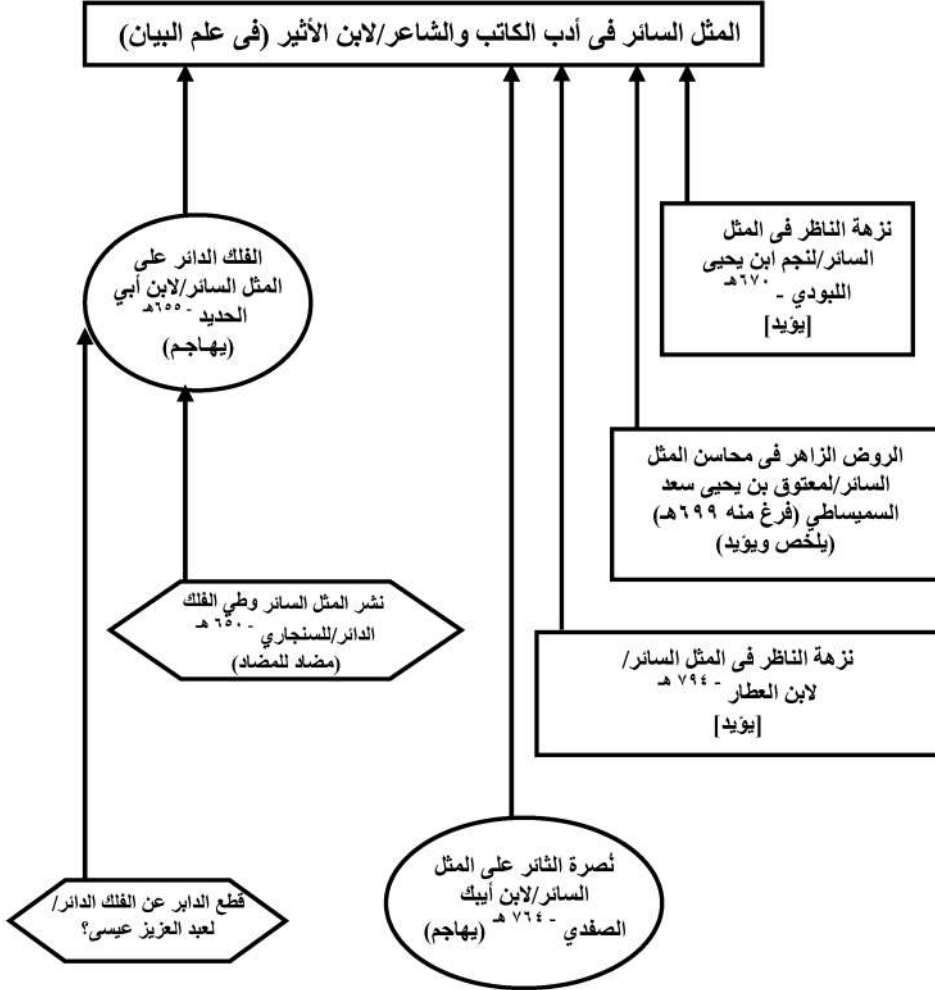 المثل السائر فى أدب الكاتب والشاعر/لابن الأثير (فى علم البيان)
نزهة الناظر فى المثل
السائر/لنجم ابن يحيى
اللبودي - ٦٧٠هـ
[يؤيد]
الفلك الدائر على
المثل السائر/لابن أبي
الحديد - ٦٥٥هـ
(يهاجم)
الروض الزاهر فى محاسن المثل
السائر/لمعتوق بن يحيى سعد
السميساطي (فرغ منه ٦٩٩هـ)
(يلخص ويؤيد)
نشر المثل السائر وطي الفلك
الدائر/للسنجاري - ٦٥٠ هـ
(مضاد للمضاد)
نزهة الناظر فى المثل السائر/
لابن العطار - ٧٩٤ هـ
[يؤيد]
نُصرة الثائر على المثل
السائر/لابن أيبك
الصفدي - ٧٦٤ هـ (يهاجم)
قطع الدابر عن الفلك الدائر/
لعبد العزيز عيسى؟